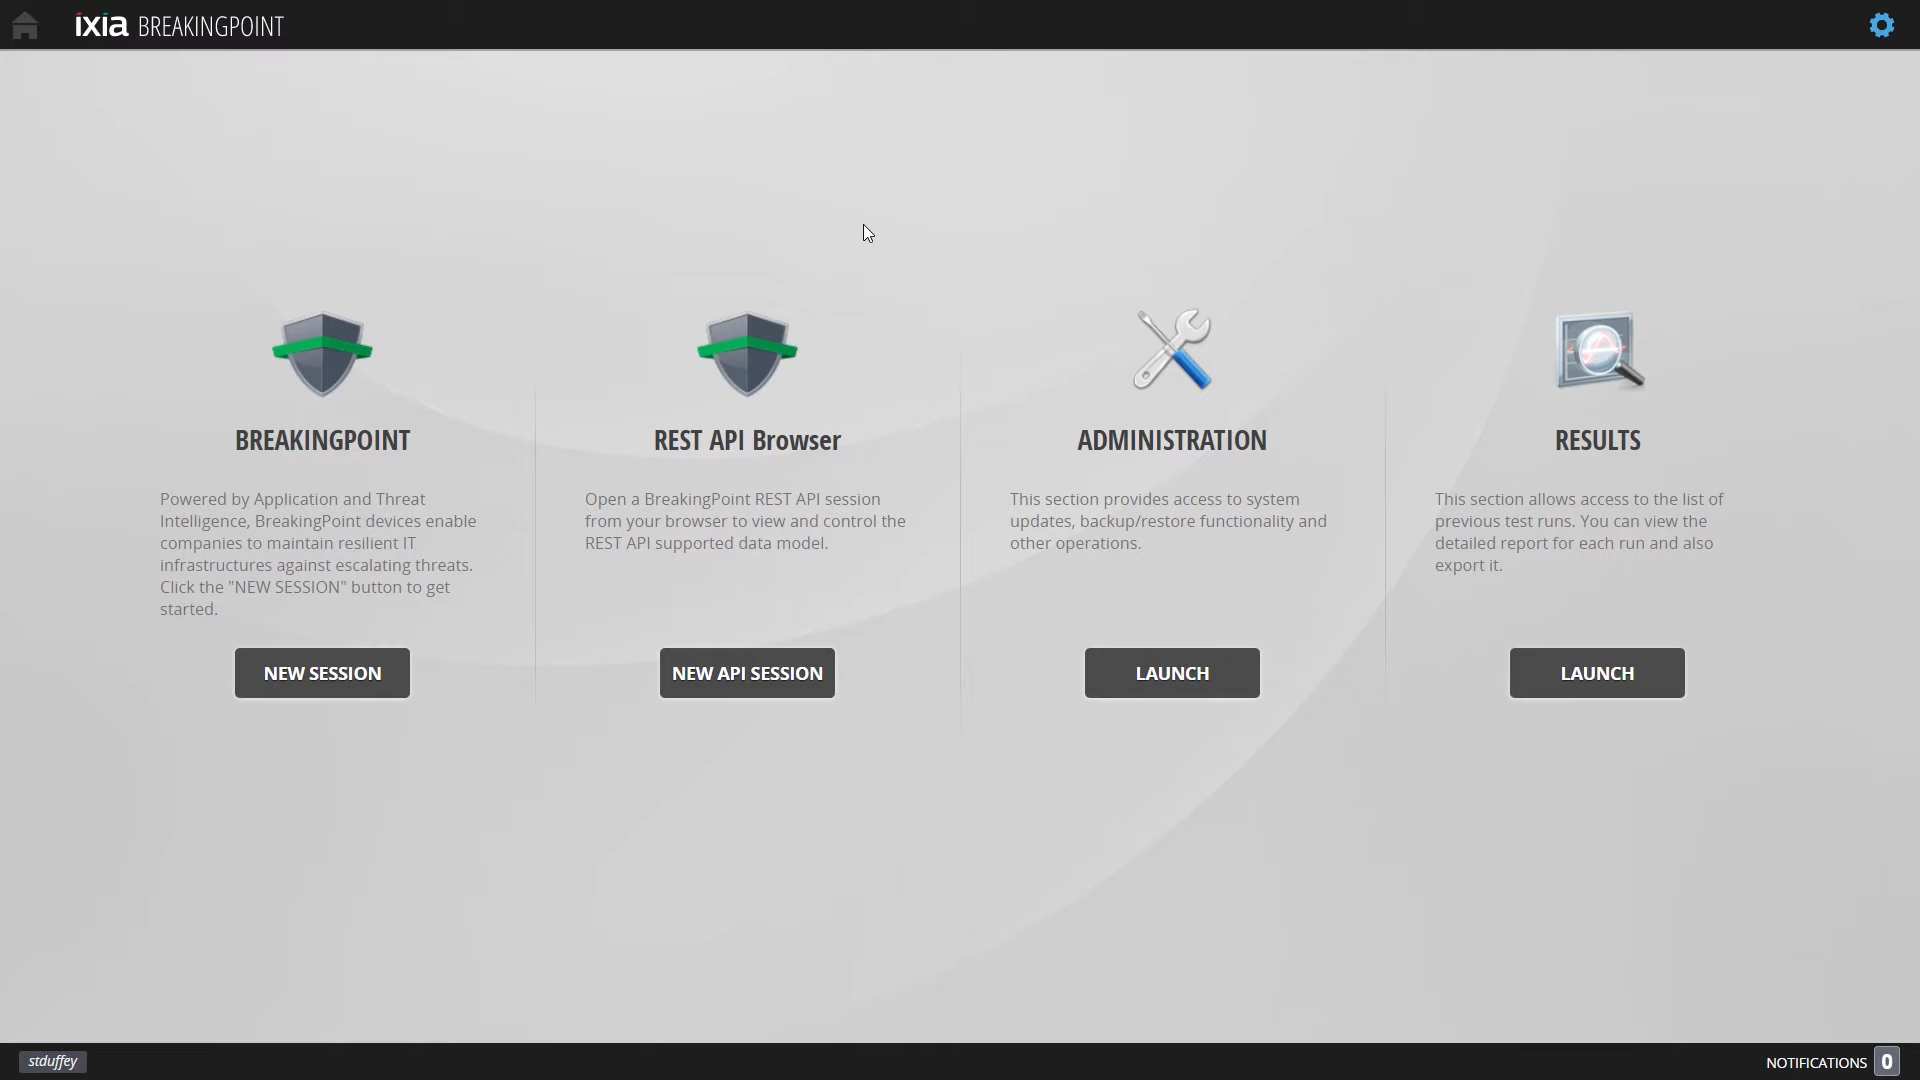 ixia BREAKINGPOINT
BREAKINGPOINT
Powered by Application and Threat
Intelligence, BreakingPoint devices enable
companies to maintain resilient IT
infrastructures against escalating threats.
Click the "NEW SESSION" button to get
started.
NEW SESSION
REST API Browser
Open a BreakingPoint REST API session
from your browser to view and control the
REST API supported data model.
NEW API SESSION
ADMINISTRATION
This section provides access to system
updates, backup/restore functionality and
other operations.
LAUNCH
RESULTS
This section allows access to the list of
previous test runs. You can view the
detailed report for each run and also
export it.
LAUNCH
stduffey
NOTIFICATIONS 0